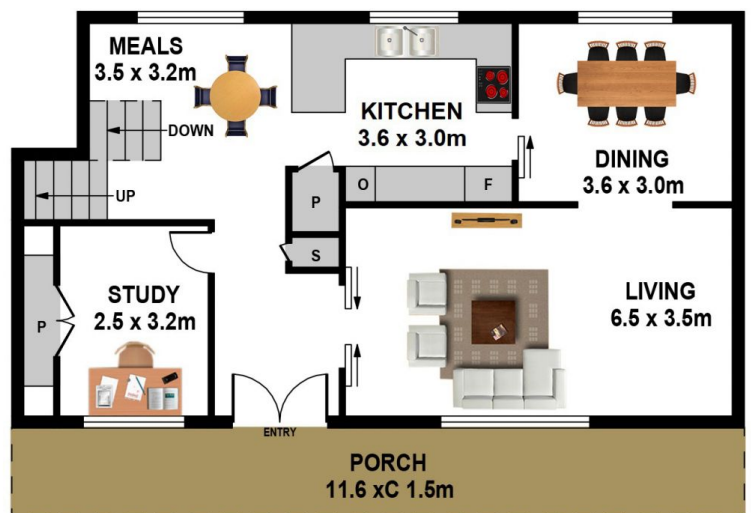 MEALS
3.5 x 3.2m
KITCHEN
3.6 x 3.0m
DOWN
UP
DINING
3.6 x 3.0m
O
F
P
S
STUDY
2.5 x 3.2m
P
LIVING
6.5 x 3.5m
ENTRY
PORCH
11.6 xC 1.5m